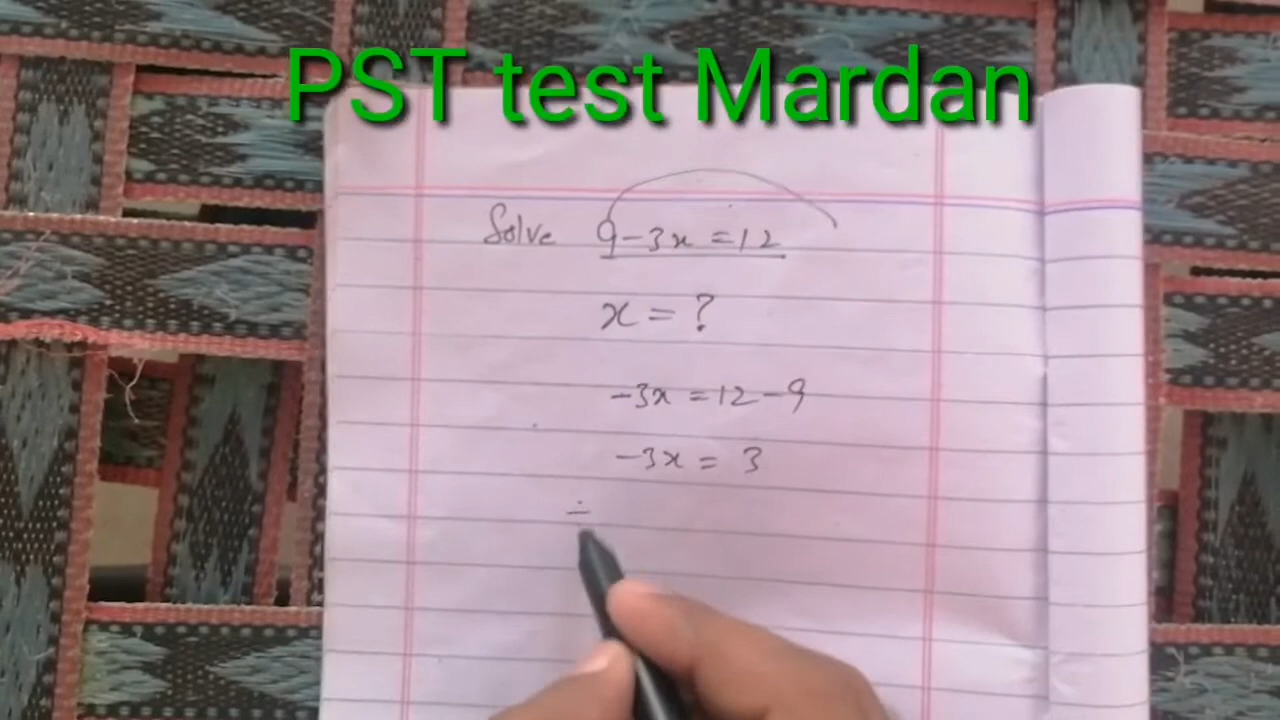 PST test Mardan
Solve 9-3x=12
x=?
-3x=12-9
-3x=3
÷